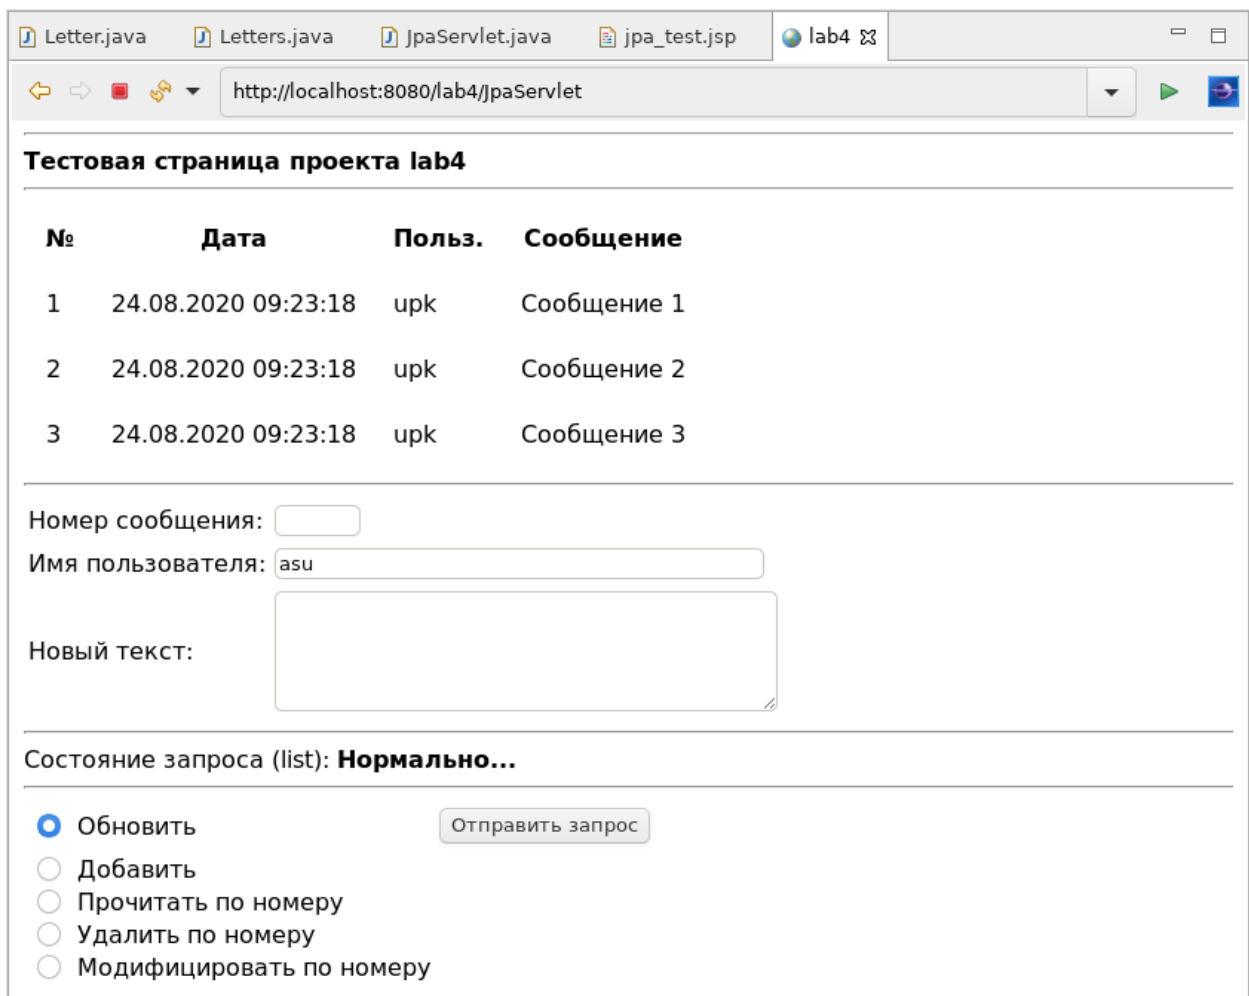 Letter.java Letters.java JpaServlet.java jpa_test.jsp lab4
http://localhost:8080/lab4/JpaServlet
Тестовая страница проекта lab4
№ Дата Польз. Сообщение
1 24.08.2020 09:23:18 upk Сообщение 1
2 24.08.2020 09:23:18 upk Сообщение 2
3 24.08.2020 09:23:18 upk Сообщение 3
Номер сообщения:
Имя пользователя: asu
Новый текст:
Состояние запроса (list): Нормально...
Обновить Отправить запрос
Добавить
Прочитать по номеру
Удалить по номеру
Модифицировать по номеру